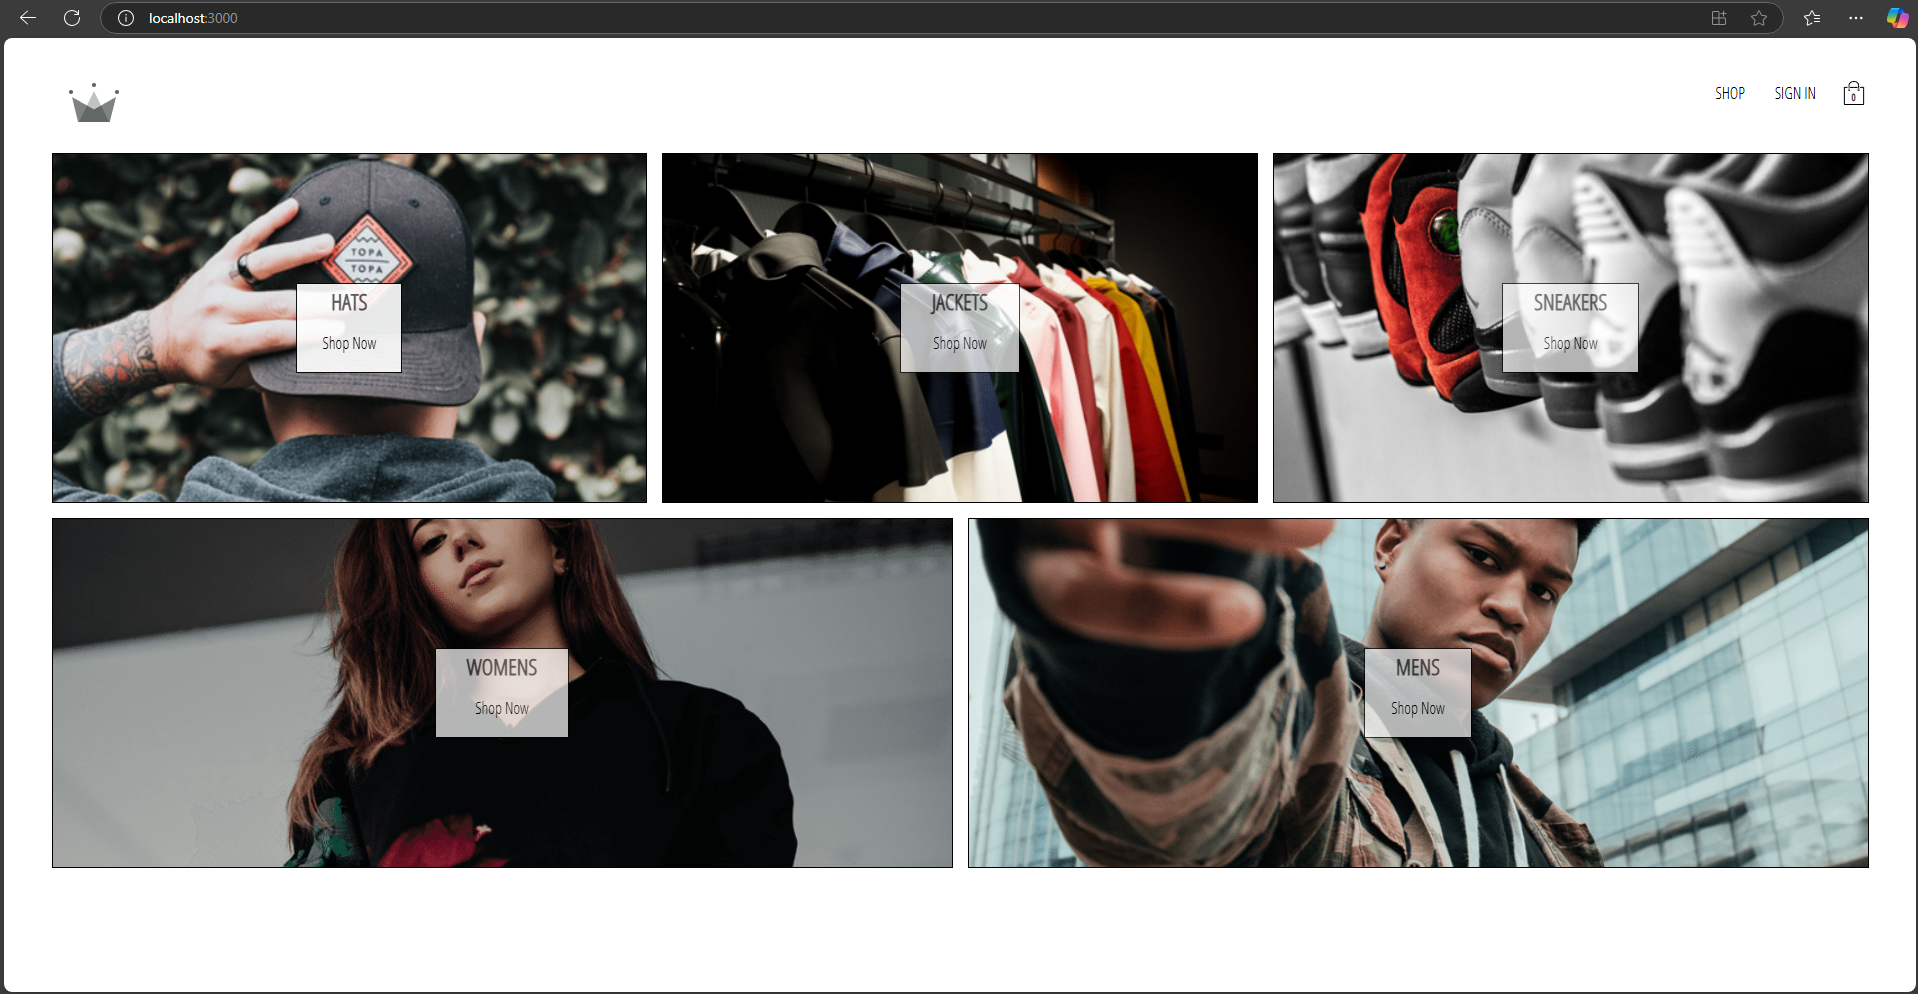 localhost:3000
SHOP
SIGN IN
0
TOPA
TOPA
HATS
Shop Now
JACKETS
Shop Now
SNEAKERS
Shop Now
WOMENS
Shop Now
MENS
Shop Now